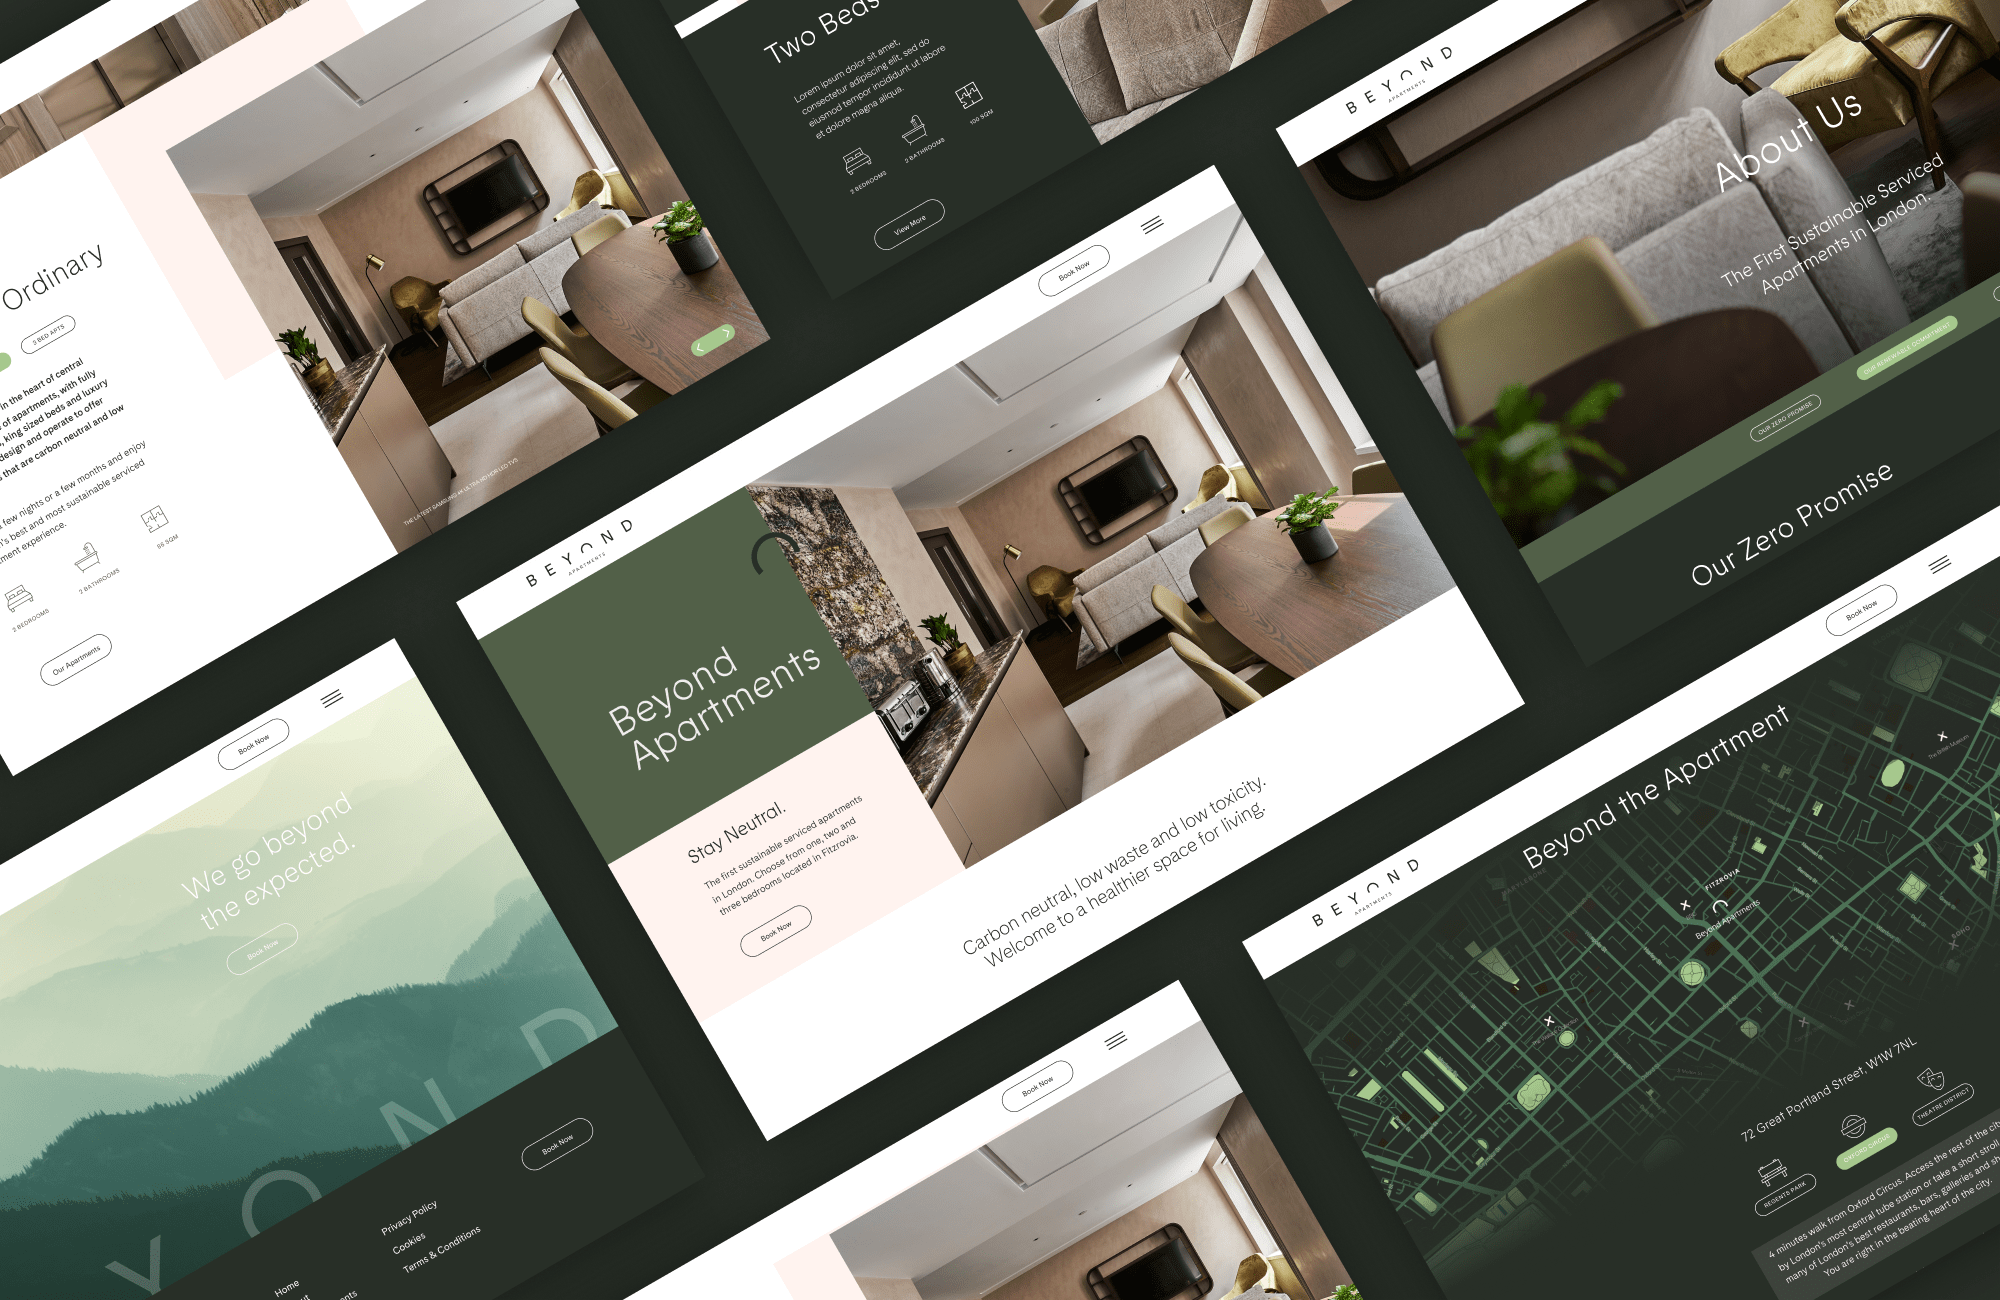 Ordinary
3 BED APTS
in the heart of central
of apartments, with fully
king sized beds and luxury
design and operate to offer
that are carbon neutral and low
a few nights or a few months and enjoy
best and most sustainable serviced
experience.
2 BEDROOMS
2 BATHROOMS
86 SQM
Our Apartments
THE LATEST SAMSUNG 4K ULTRA HD HDR LED TVS
Two Beds
Lorem ipsum dolor sit amet,
consectetur adipiscing elit, sed do
eiusmod tempor incididunt ut labore
et dolore magna aliqua.
2 BEDROOMS
2 BATHROOMS
100 SQM
View More
BEYOND
APARTMENTS
About Us
The First Sustainable Serviced
Apartments in London.
OUR ZERO PROMISE
Our Zero Promise
Book Now
BEYOND
APARTMENTS
Beyond
Apartments
Stay Neutral.
The first sustainable serviced apartments
in London. Choose from one, two and
three bedrooms located in Fitzrovia.
Book Now
Carbon neutral, low waste and low toxicity.
Welcome to a healthier space for living.
Book Now
We go beyond
the expected.
Book Now
YOND
Book Now
Privacy Policy
Cookies
Terms & Conditions
Home
Book Now
Book Now
BEYOND
APARTMENTS
Beyond the Apartment
The British Museum
FITZROVIA
Beyond Apartments
SOHO
72 Great Portland Street, W1W 7NL
REGENTS PARK
OXFORD CIRCUS
THEATRE DISTRICT
4 minutes walk from Oxford Circus. Access the rest of the city
by London's most central tube station or take a short stroll
many of London's best restaurants, bars, galleries and
You are right in the beating heart of the city.